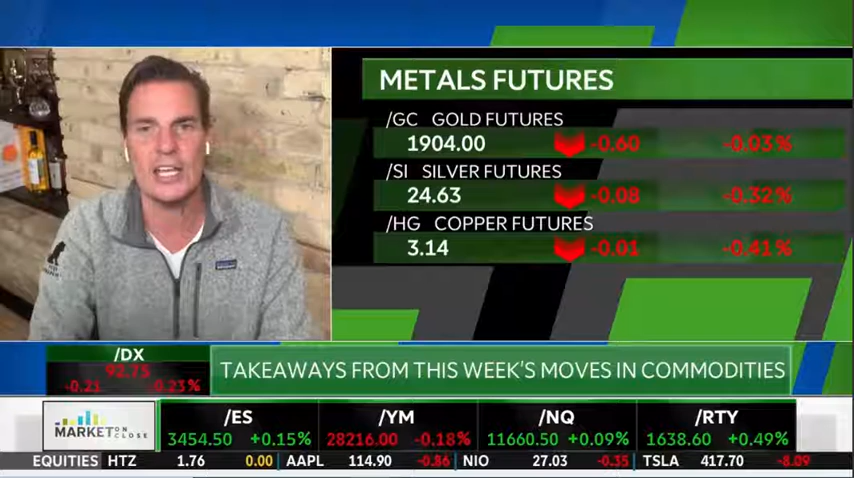 METALS FUTURES
/GC GOLD FUTURES
1904.00 -0.60 -0.03%
/SI SILVER FUTURES
24.63 -0.08 -0.32%
/HG COPPER FUTURES
3.14 -0.01 -0.41%
patagonia
/DX
92.75
-0.21 -0.23%
TAKEAWAYS FROM THIS WEEK'S MOVES IN COMMODITIES
MARKET ON CLOSE
/ES
3454.50 +0.15%
/YM
28216.00 -0.18%
/NQ
11660.50 +0.09%
/RTY
1638.60 +0.49%
EQUITIES HTZ 1.76 0.00 AAPL 114.90 -0.86 NIO 27.03 -0.35 TSLA 417.70 -8.09